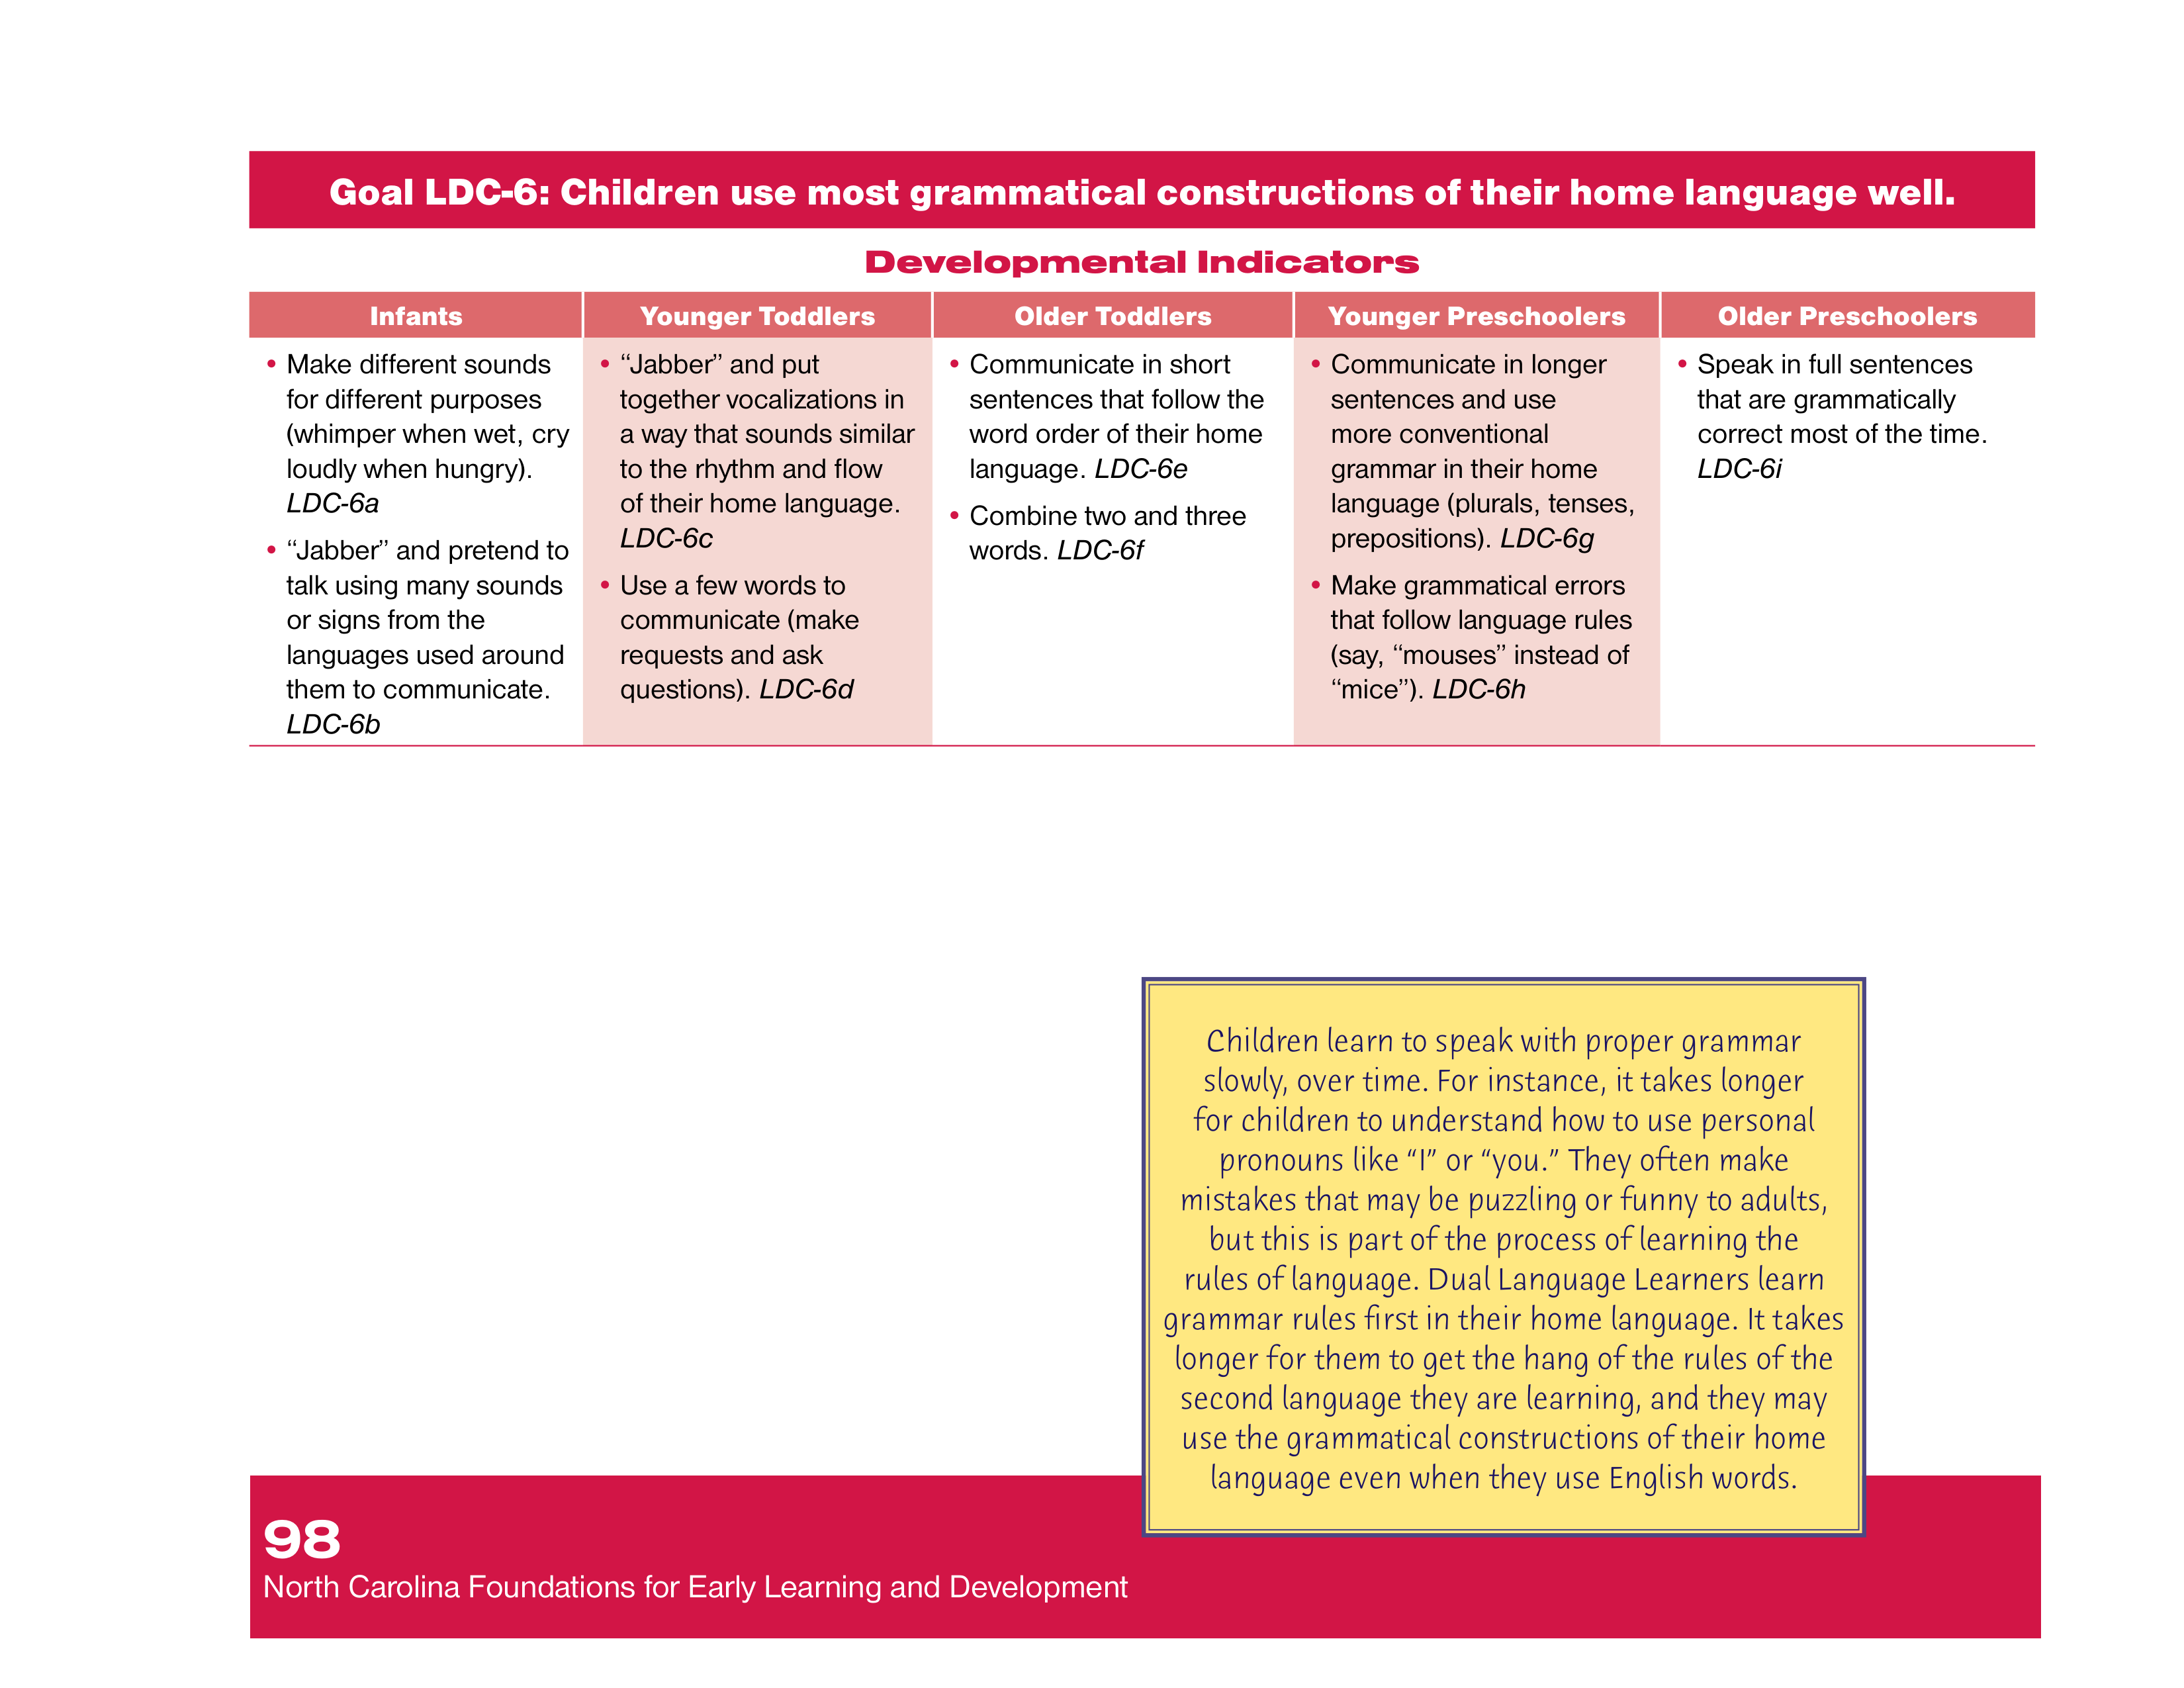 Goal LDC-6: Children use most grammatical constructions of their home language well.
Developmental Indicators
Infants
• Make different sounds
for different purposes
(whimper when wet, cry
loudly when hungry).
LDC-6a
• “Jabber” and pretend to
talk using many sounds
or signs from the
languages used around
them to communicate.
LDC-6b
Younger Toddlers
• “Jabber” and put
together vocalizations in
a way that sounds similar
to the rhythm and flow
of their home language.
LDC-6c
• Use a few words to
communicate (make
requests and ask
questions). LDC-6d
Older Toddlers
• Communicate in short
sentences that follow the
word order of their home
language. LDC-6e
• Combine two and three
words. LDC-6f
Younger Preschoolers
• Communicate in longer
sentences and use
more conventional
grammar in their home
language (plurals, tenses,
prepositions). LDC-6g
• Make grammatical errors
that follow language rules
(say, “mouses” instead of
“mice”). LDC-6h
Older Preschoolers
• Speak in full sentences
that are grammatically
correct most of the time.
LDC-6i
Children learn to speak with proper grammar
slowly, over time. For instance, it takes longer
for children to understand how to use personal
pronouns like “I” or “you.” They often make
mistakes that may be puzzling or funny to adults,
but this is part of the process of learning the
rules of language. Dual Language Learners learn
grammar rules first in their home language. It takes
longer for them to get the hang of the rules of the
second language they are learning, and they may
use the grammatical constructions of their home
language even when they use English words.
98
North Carolina Foundations for Early Learning and Development